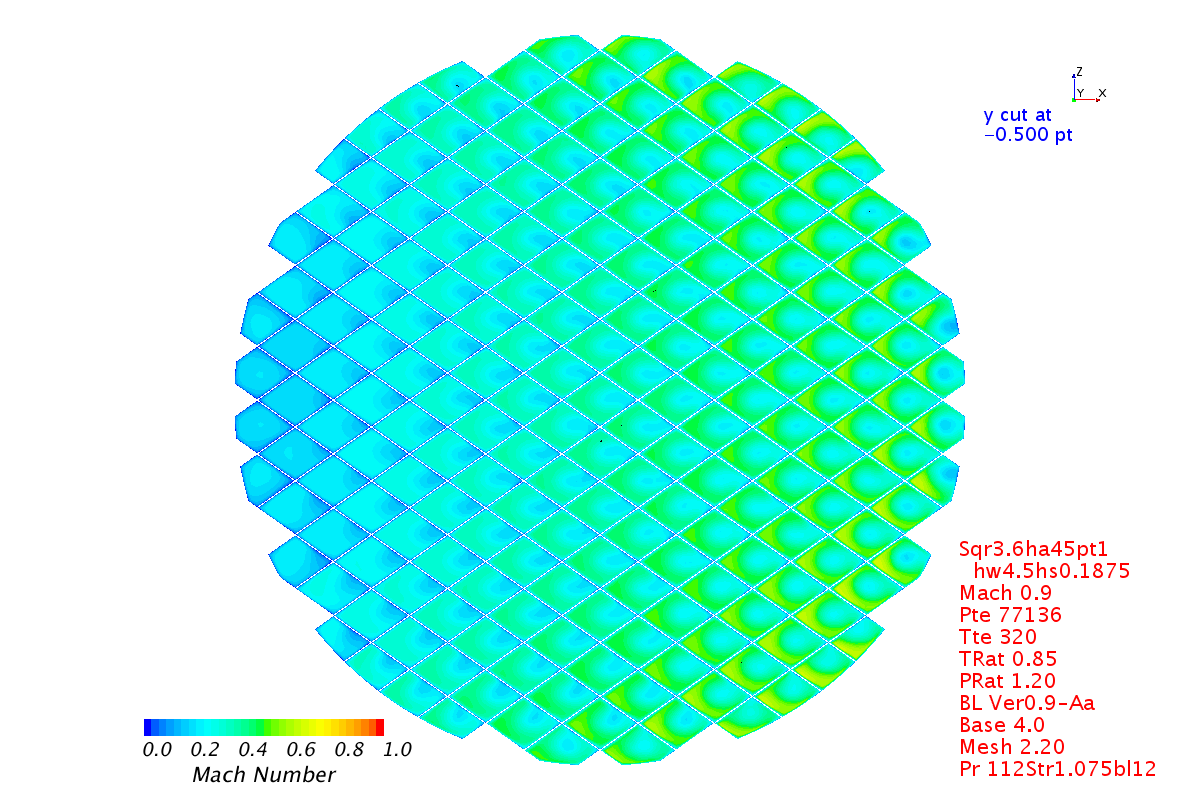 Z
Y X
y cut at
−0.500 pt
Sqr3.6ha45pt1
hw4.5hs0.1875
Mach 0.9
Pte 77136
Tte 320
TRat 0.85
PRat 1.20
BL Ver0.9−Aa
Base 4.0
Mesh 2.20
Pr 112Str1.075bl12
0.0 0.2 0.4 0.6 0.8 1.0
Mach Number